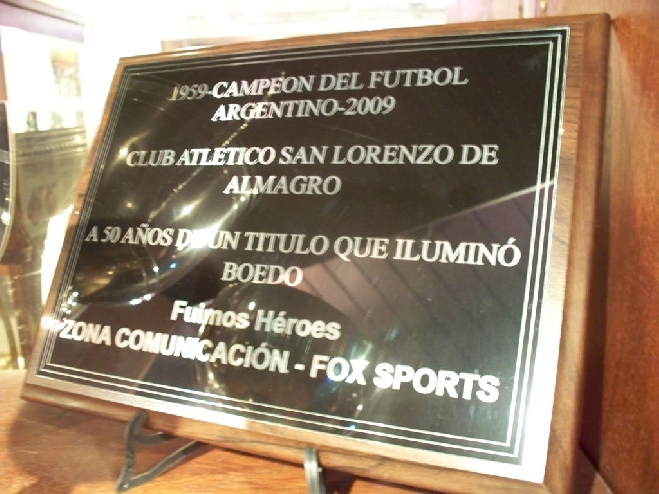 1959-CAMPEON DEL FUTBOL
ARGENTINO-2009
CLUB ATLETICO SAN LORENZO DE
ALMAGRO
A 50 AÑOS DE UN TITULO QUE ILUMINÓ
BOEDO
Fuimos Héroes
ZONA COMUNICACIÓN - FOX SPORTS